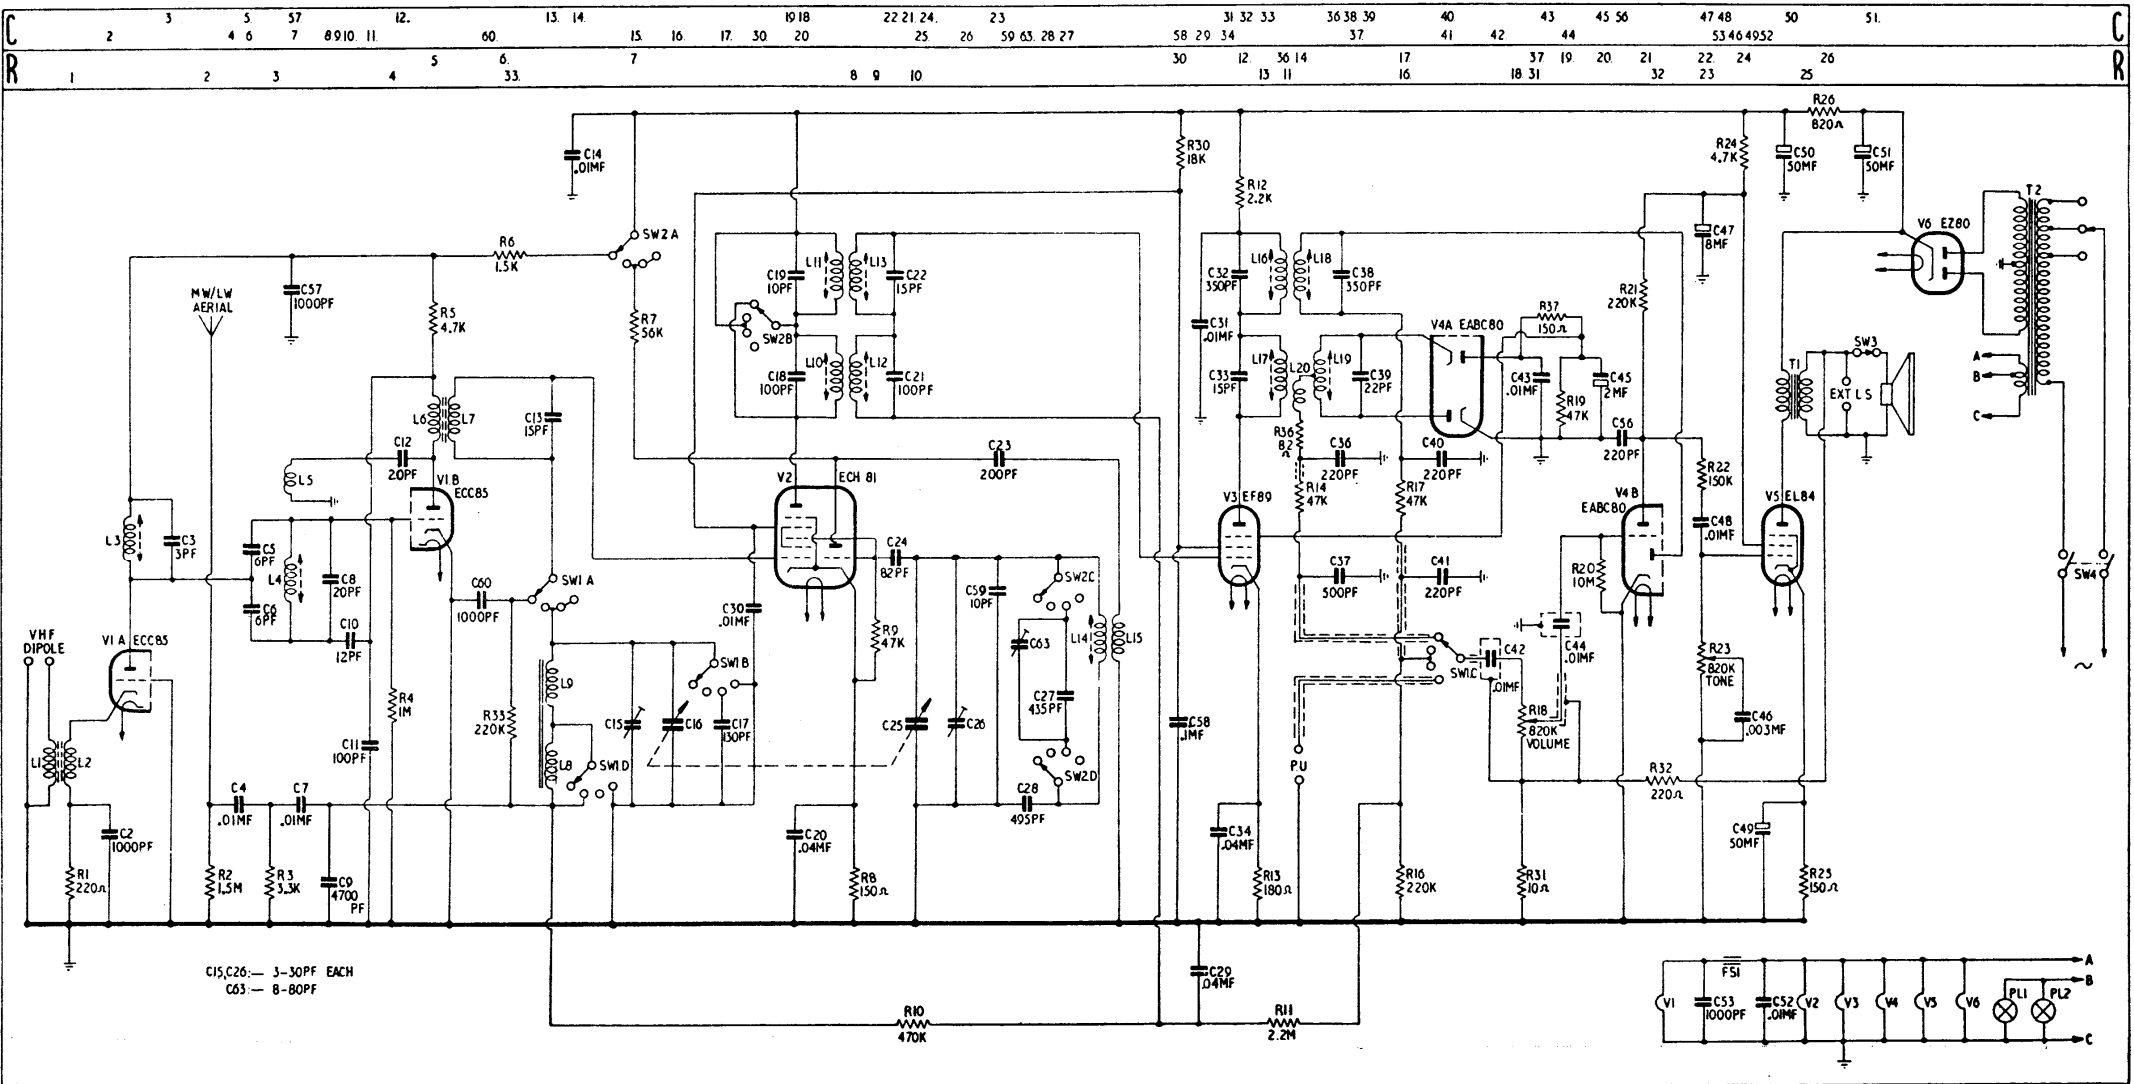 C 3 5. 57 12. 13. 14. 19 18 22 21. 24. 23 31 32 33 36 38. 39 40 43 45 56 47 48 50 51. C
2 4 6 7 8 9 10. 11. 60. 15. 16. 17. 30. 20 25. 26 59 63. 28 27 58 29 34 37. 41 42 44 53 46 49 52
R 5 6. 7 30 12. 36 14 17. 37 19. 20. 21 22. 24 26 R
1 2 3. 4 33. 8 9 10 13 11 16. 18. 31 32 23 25
R26
820Ω
C14
.01MF
R30
18K
R24
4.7K
C50
50MF
C51
50MF
R12
2.2K
T2
SW2A
R6
1.5K
V6 EZ80
C47
8MF
MW/LW
AERIAL
C57
1000PF
R5
4.7K
R7
56K
C19
10PF
L11
L13
C22
15PF
C32
350PF
L16
L18
C38
350PF
R21
220K
SW2B
C31
.01MF
V4A EABC80
R37
150Ω
L10
L12
C18
100PF
C21
100PF
C33
15PF
L17
L20
L19
C39
22PF
C43
.01MF
R19
47K
C45
2MF
T1
SW3
EXT LS
A
B
C
L6
L7
C13
15PF
C12
20PF
L5
V1B
ECC85
V2
ECH 81
C23
200PF
R36
82
Ω
C36
220PF
C40
220PF
C56
220PF
R22
150K
L3
C3
3PF
C5
6PF
C6
6PF
L4
C8
20PF
C10
12PF
C24
82PF
V3 EF89
R14
47K
R17
47K
V4B
EABC80
C48
.01MF
V5 EL84
C60
1000PF
SW1A
C30
.01MF
R9
47K
C59
10PF
SW2C
C63
L14
L15
C37
500PF
C41
220PF
R20
10M
SW4
VHF
DIPOLE
V1A ECC85
R4
1M
R33
220K
L9
L8
SW1B
C15
C16
C17
130PF
SW1D
C25
C26
C27
435PF
SW2D
C28
495PF
C58
.1MF
P.U
SW1C
C42
.01MF
C44
.01MF
R18
820K
VOLUME
R23
820K
TONE
C46
.003MF
L1
L2
C11
100PF
C4
.01MF
C7
.01MF
R32
220Ω
C2
1000PF
R1
220Ω
R2
1.5M
R3
3.3K
C9
4700
PF
C20
.04MF
R8
150Ω
C34
.04MF
R13
180Ω
R16
220K
R31
10Ω
C49
50MF
R25
150Ω
C15,C26:— 3-30PF EACH
C63:— 8-80PF
C29
.04MF
R10
470K
R11
2.2M
FS1
V1
C53
1000PF
C52
.01MF
V2
V3
V4
V5
V6
PL1
PL2
A
B
C